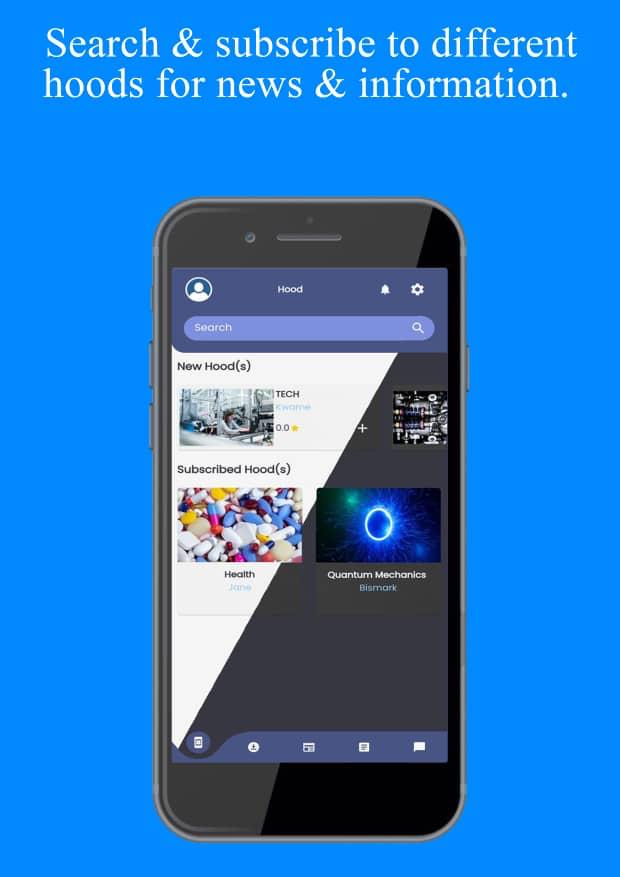 Search & subscribe to different
hoods for news & information.
Hood
Search
New Hood(s)
TECH
Kwame
0.0
Subscribed Hood(s)
Health
Jane
Quantum Mechanics
Bismark